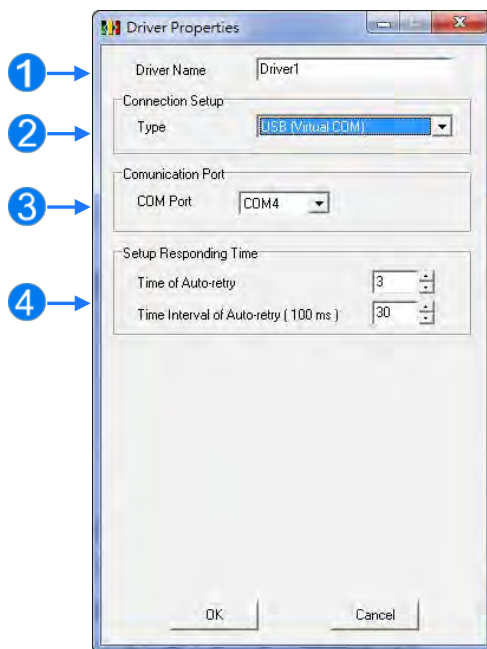 Driver Properties
1 Driver Name Driver1
Connection Setup
2 Type USB (Virtual COM)
Comunication Port
3 COM Port COM4
Setup Responding Time
Time of Auto-retry 3
4
Time Interval of Auto-retry ( 100 ms ) 30
OK Cancel